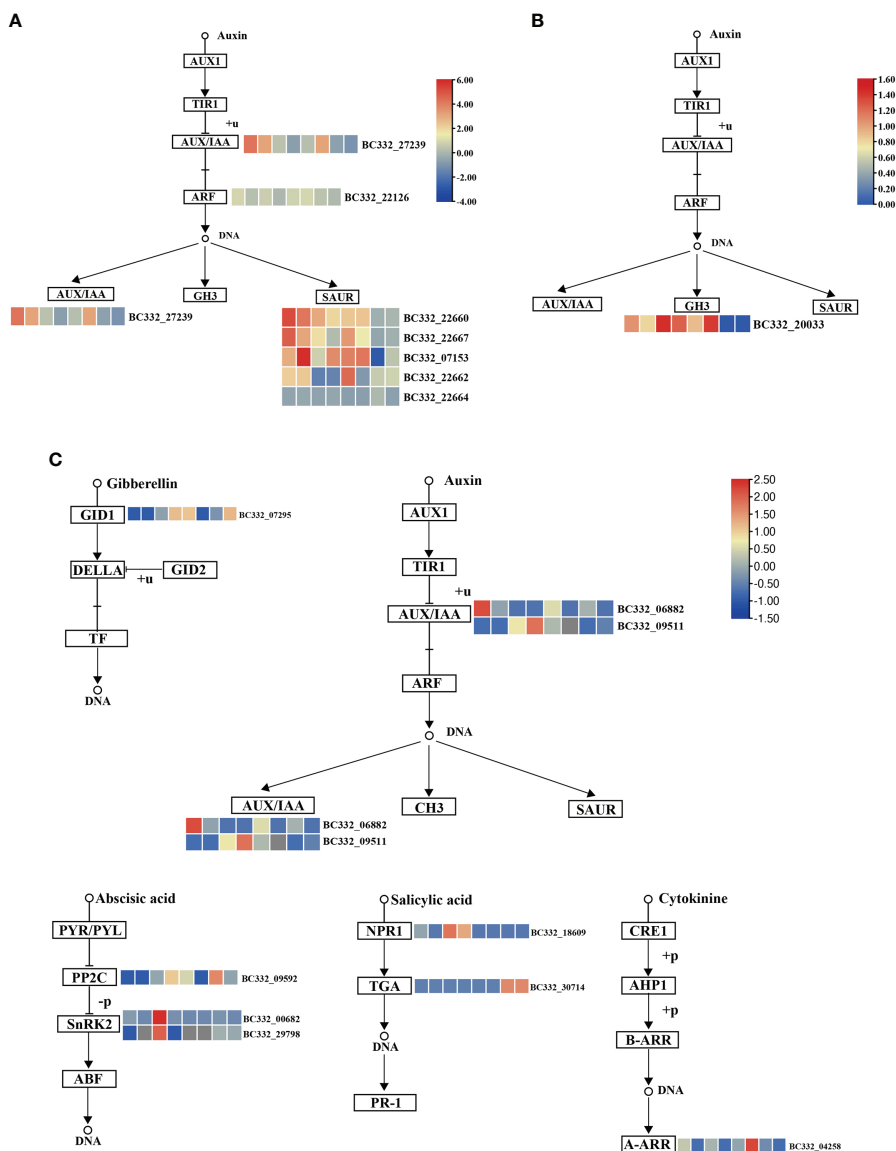 A
Auxin
AUX1
TIR1
+u
AUX/IAA
BC332_27239
ARF
BC332_22126
DNA
AUX/IAA
GH3
SAUR
BC332_27239
BC332_22660
BC332_22667
BC332_07153
BC332_22662
BC332_22664
6.00
4.00
2.00
0.00
-2.00
-4.00
B
Auxin
AUX1
TIR1
+u
AUX/IAA
ARF
DNA
AUX/IAA
GH3
SAUR
BC332_20033
1.60
1.40
1.20
1.00
0.80
0.60
0.40
0.20
0.00
C
Gibberellin
GID1
BC332_07295
DELLA
GID2
+u
TF
DNA
Auxin
AUX1
TIR1
+u
AUX/IAA
BC332_06882
BC332_09511
ARF
DNA
AUX/IAA
CH3
SAUR
BC332_06882
BC332_09511
2.50
2.00
1.50
1.00
0.50
0.00
-0.50
-1.00
-1.50
Abscisic acid
PYR/PYL
PP2C
BC332_09592
-p
SnRK2
BC332_00682
BC332_29798
ABF
DNA
Salicylic acid
NPR1
BC332_18609
TGA
BC332_30714
DNA
PR-1
Cytokinine
CRE1
+p
AHP1
+p
B-ARR
DNA
A-ARR
BC332_04258